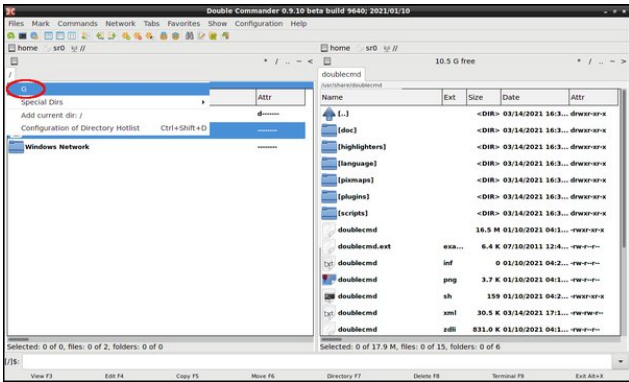 Double Commander 0.9.10 beta build 9640; 2021/01/10
Files Mark Commands Network Tabs Favorites Show Configuration Help
home sr0 //
home sr0 //
* / .. ~ <
10.5 G free
* / .. ~ >
/
doublecmd
/usr/share/doublecmd
G
Special Dirs
Add current dir: /
Configuration of Directory Hotlist Ctrl+Shift+D
Attr
d-------
--------
Windows Network --------
Name Ext Size Date Attr
[..] <DIR> 03/14/2021 16:3... drwxr-xr-x
[doc] <DIR> 03/14/2021 16:3... drwxr-xr-x
[highlighters] <DIR> 03/14/2021 16:3... drwxr-xr-x
[language] <DIR> 03/14/2021 16:3... drwxr-xr-x
[pixmaps] <DIR> 03/14/2021 16:3... drwxr-xr-x
[plugins] <DIR> 03/14/2021 16:3... drwxr-xr-x
[scripts] <DIR> 03/14/2021 16:3... drwxr-xr-x
doublecmd 16.5 M 01/10/2021 04:1... -rwxr-xr-x
doublecmd.ext exa... 6.4 K 07/10/2011 12:4... -rw-r--r--
doublecmd inf 0 01/10/2021 04:2... -rw-r--r--
doublecmd png 3.7 K 01/10/2021 04:1... -rw-r--r--
doublecmd sh 159 01/10/2021 04:2... -rwxr-xr-x
doublecmd xml 30.5 K 03/14/2021 17:1... -rw-rw-r--
doublecmd zdli 831.0 K 01/10/2021 04:1... -rw-r--r--
Selected: 0 of 0, files: 0 of 2, folders: 0 of 0
Selected: 0 of 17.9 M, files: 0 of 15, folders: 0 of 6
[/]$:
View F3 Edit F4 Copy F5 Move F6 Directory F7 Delete F8 Terminal F9 Exit Alt+X